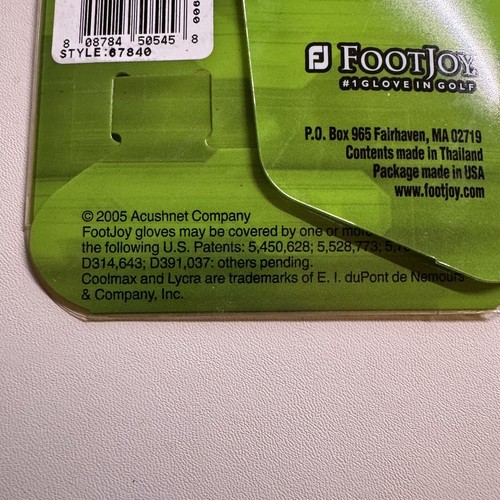 8 08784 50545 8
STYLE:67840
FJ FOOTJOY
#1 GLOVE IN GOLF
P.O. Box 965 Fairhaven, MA 02719
Contents made in Thailand
Package made in USA
www.footjoy.com
© 2005 Acushnet Company
FootJoy gloves may be covered by one or more
the following U.S. Patents: 5,450,628; 5,528,773;
D314,643; D391,037: others pending.
Coolmax and Lycra are trademarks of E. I. duPont de Nemours
& Company, Inc.